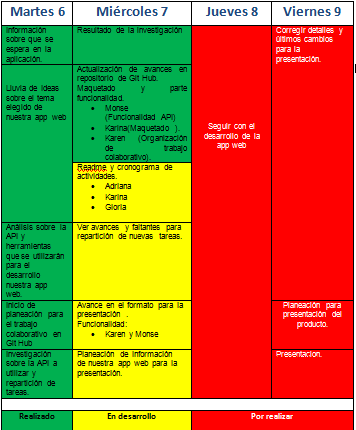 Martes 6
Miércoles 7
Jueves 8
Viernes 9
Información
sobre que se
espera en la
aplicación.
Resultado de la investigación
Seguir con el
desarrollo de la
app web
Corregir detalles y
últimos cambios
para la
presentación.
Lluvia de ideas
sobre el tema
elegido de
nuestra app web
Actualización de avances en
repositorio de Git Hub.
Maquetado y parte
funcionalidad.
• Monse
(Funcionalidad API)
• Karina(Maquetado ).
• Karen (Organización
de trabajo
colaborativo).
Readme y cronograma de
actividades.
• Adriana
• Karina
• Gloria
Análisis sobre la
API y
herramientas
que se utilizarán
para el
desarrollo
nuestra app
web.
Ver avances y faltantes para
repartición de nuevas tareas.
Inicio de
planeación para
el trabajo
colaborativo en
Git Hub
Avance en el formato para la
presentación .
Funcionalidad:
• Karen y Monse
Planeación para
presentación del
producto.
Investigación
sobre la API a
utilizar y
repartición de
tareas.
Planeación de información
de nuestra app web para la
presentación.
Presentacion.
Realizado
En desarrollo
Por realizar